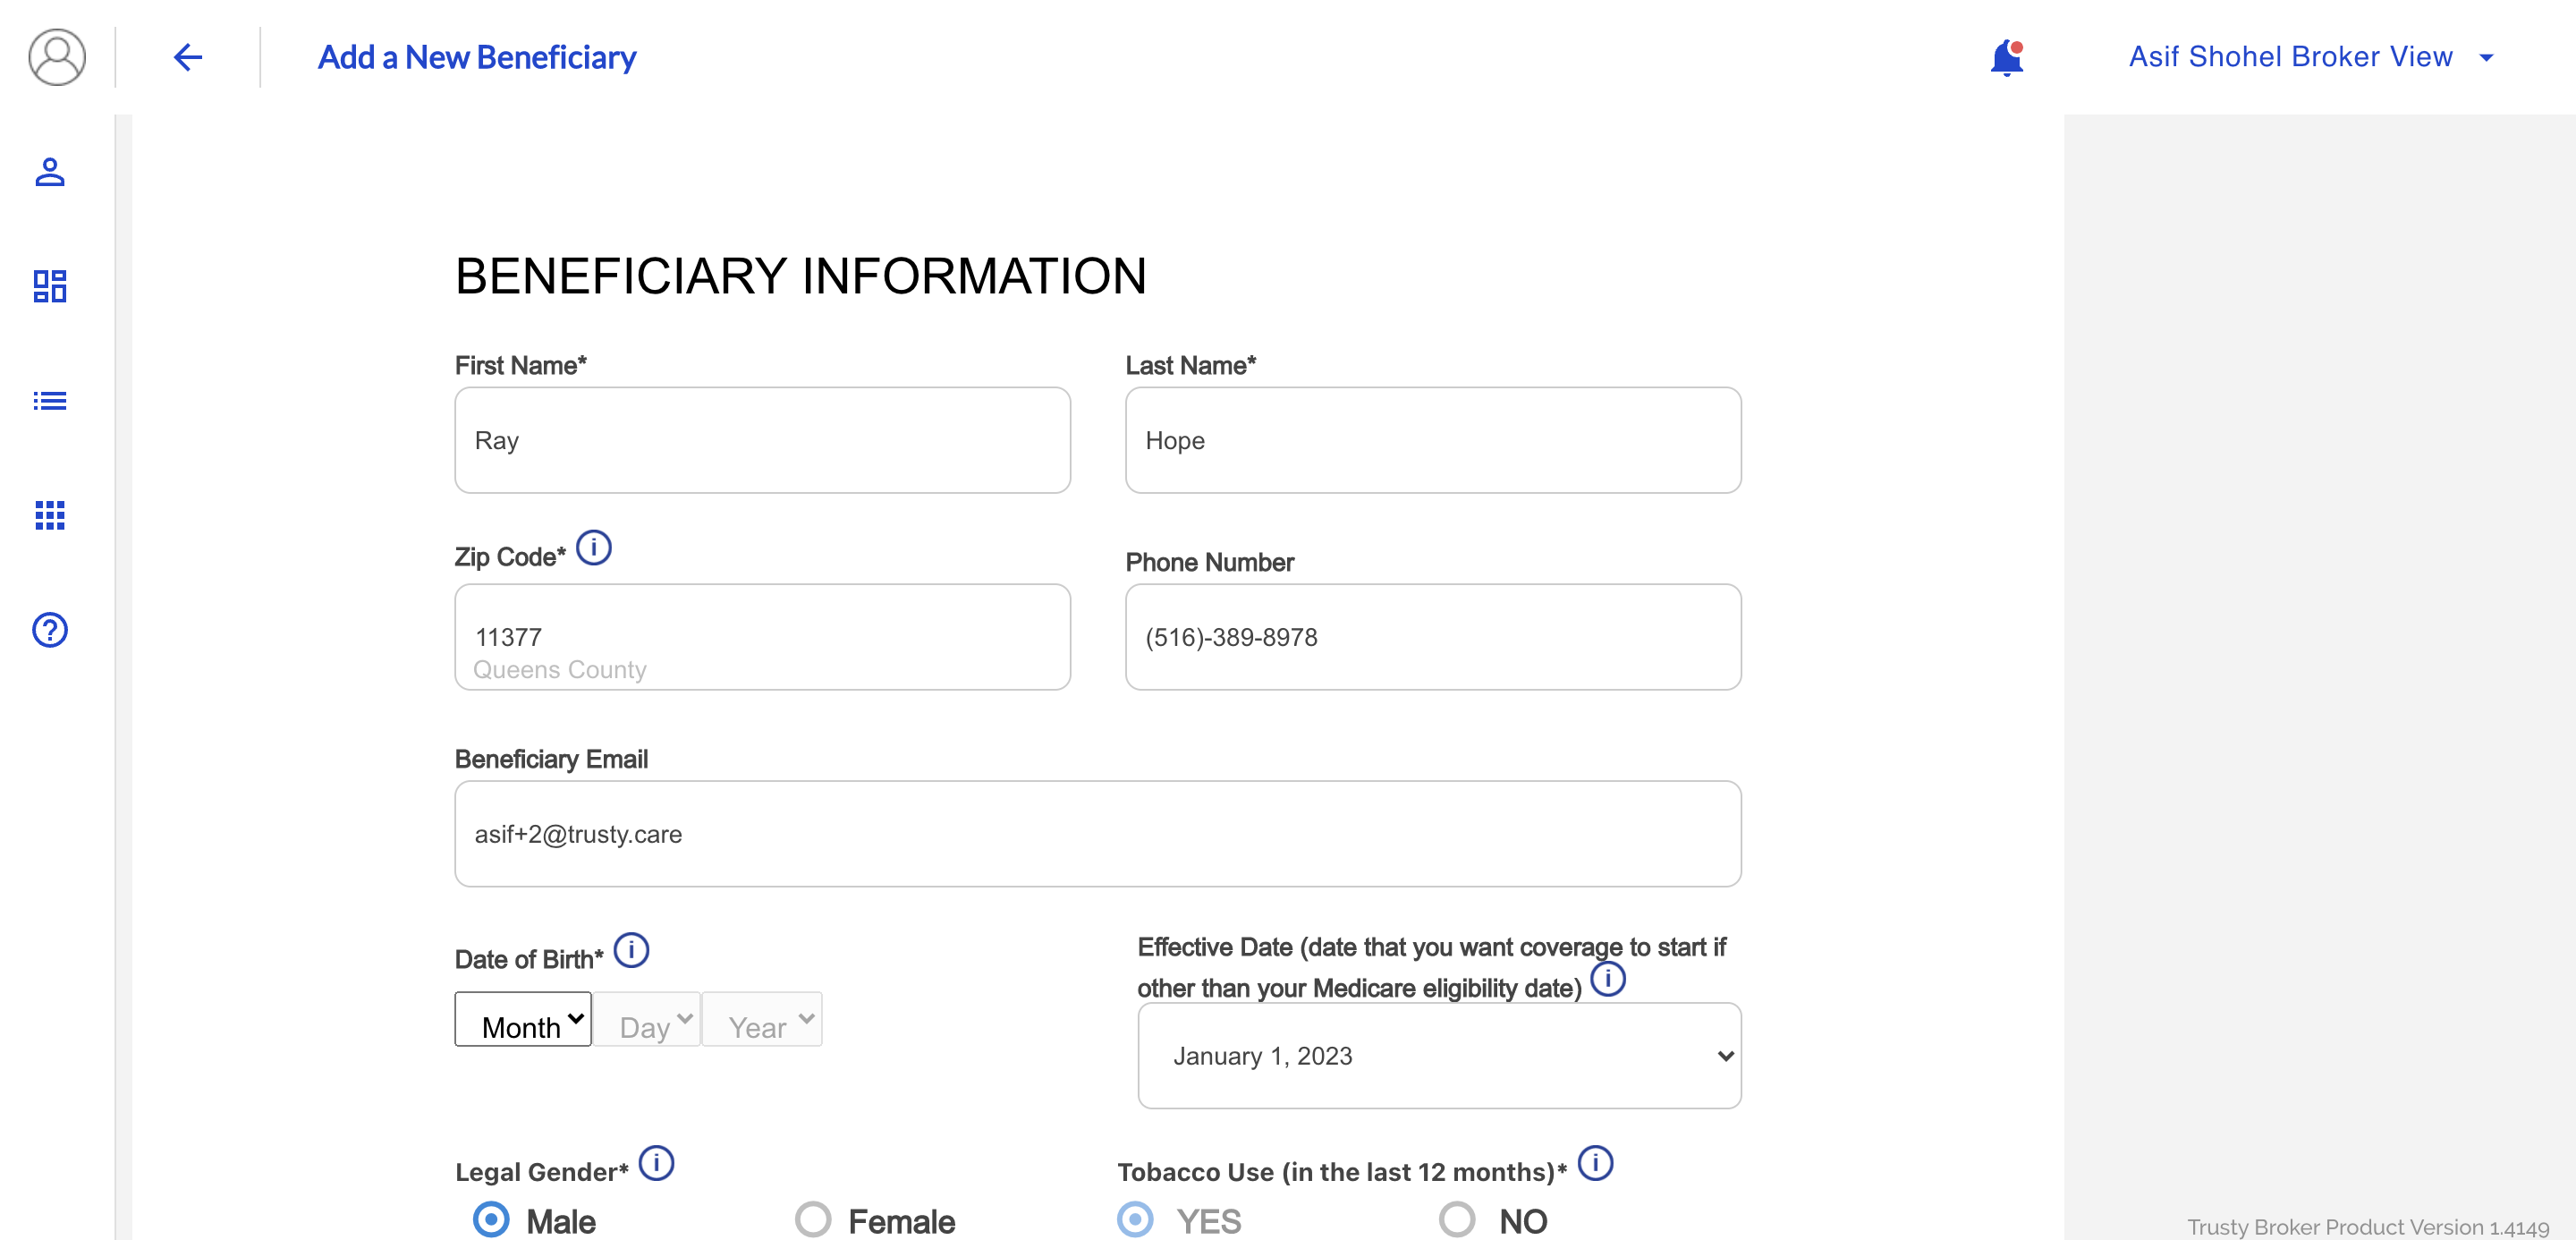 Add a New Beneficiary
Asif Shohel Broker View
BENEFICIARY INFORMATION
First Name*
Last Name*
Ray
Hope
Zip Code*
Phone Number
11377
Queens County
(516)-389-8978
Beneficiary Email
asif+2@trusty.care
Date of Birth*
Month
Day
Year
Effective Date (date that you want coverage to start if
other than your Medicare eligibility date)
January 1, 2023
Legal Gender*
Male
Female
Tobacco Use (in the last 12 months)*
YES
NO
Trusty Broker Product Version 1.4149